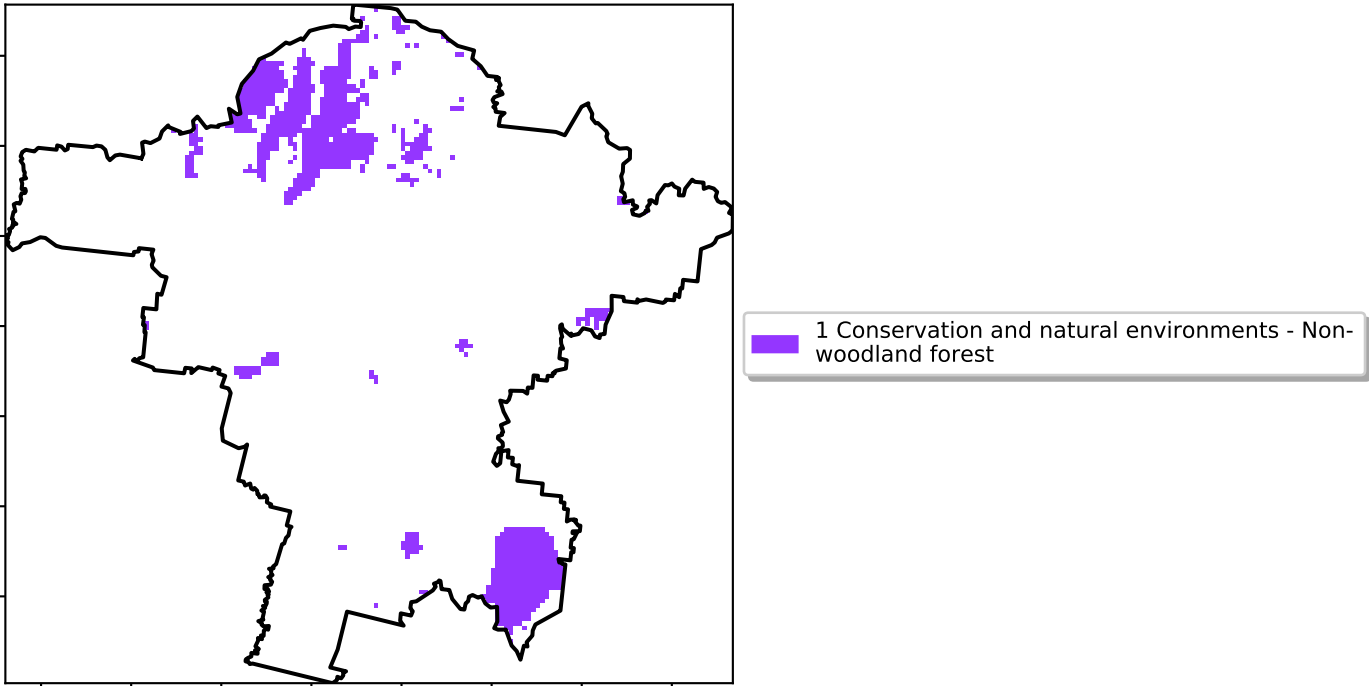 1 Conservation and natural environments - Non-
woodland forest